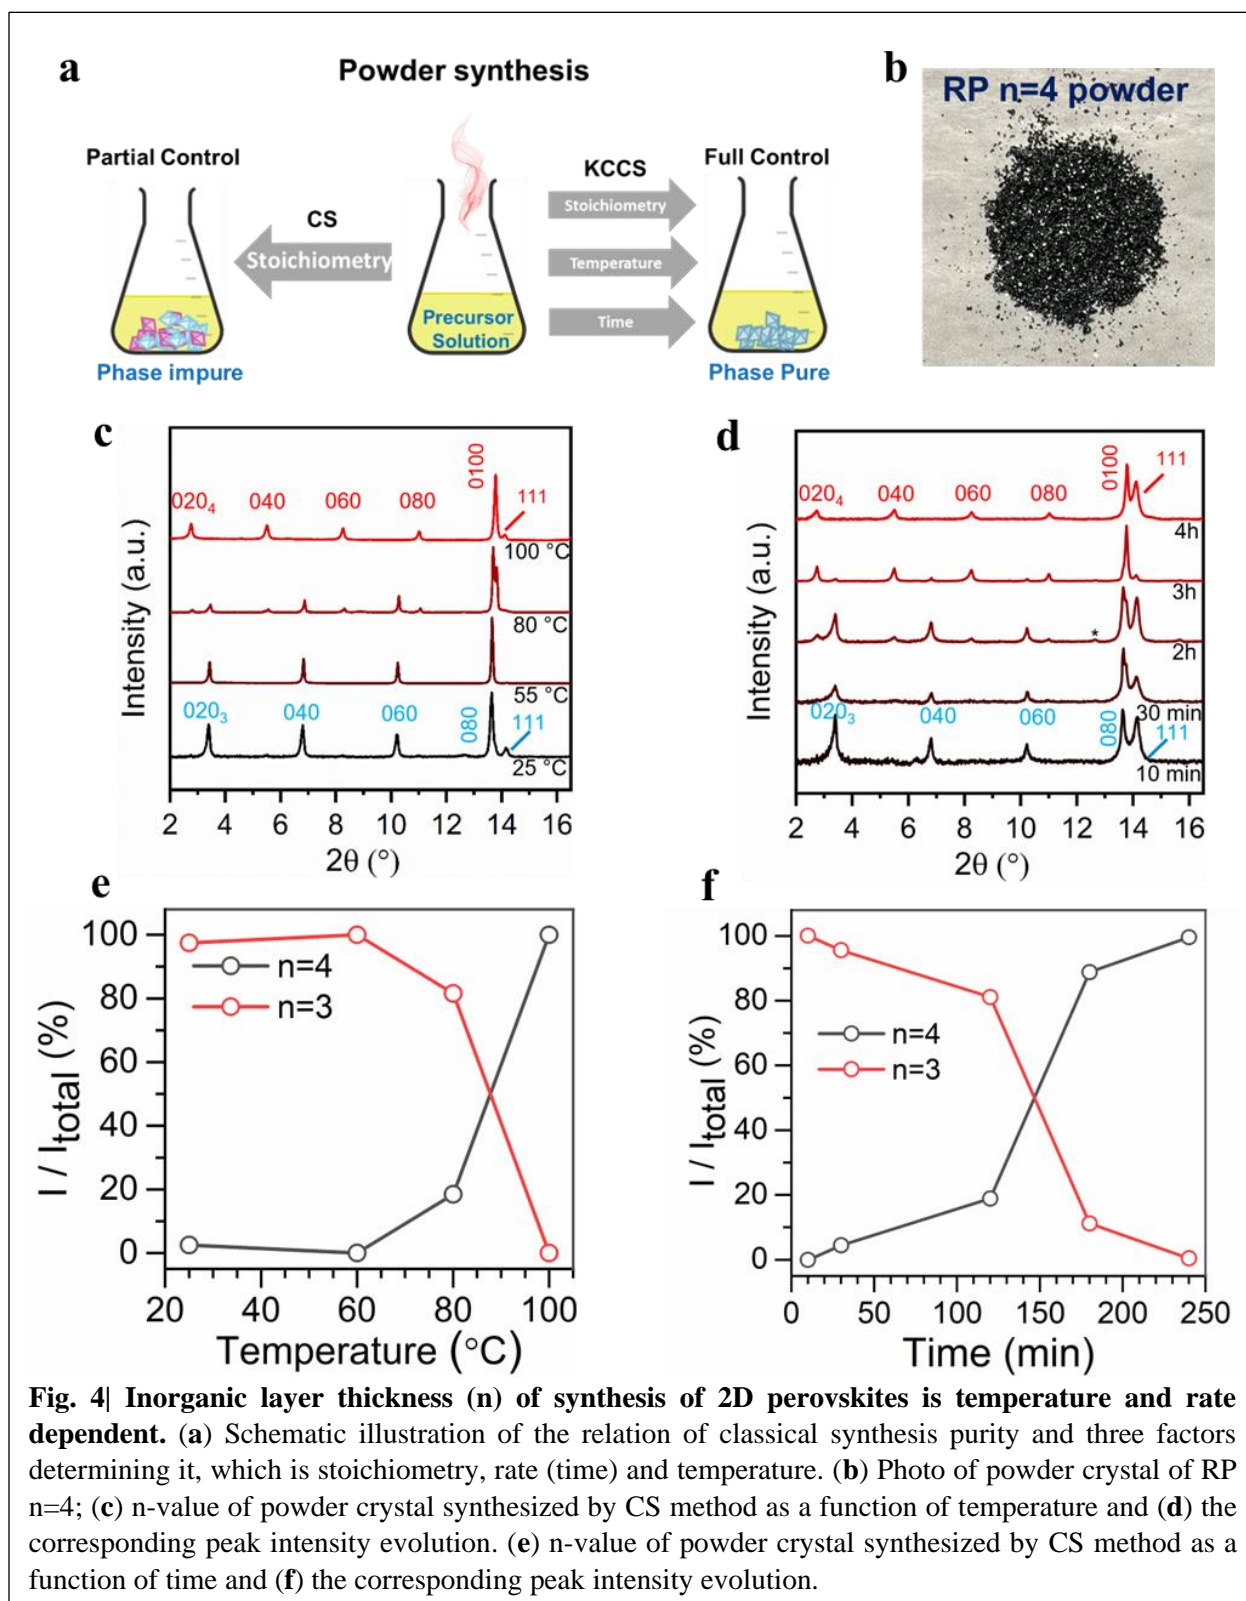 a
Powder synthesis
b
RP n=4 powder
Partial Control
KCCS
Full Control
CS
Stoichiometry
Stoichiometry
Temperature
Time
Precursor
Solution
Phase impure
Phase Pure
c
Intensity (a.u.)
020₄ 040 060 080 0100 111
100 °C
80 °C
55 °C
020₃ 040 060 080 111
25 °C
2 4 6 8 10 12 14 16
2θ (°)
d
Intensity (a.u.)
020₄ 040 060 080 0100 111
4h
3h
*
2h
30 min
020₃ 040 060 080 111
10 min
2 4 6 8 10 12 14 16
2θ (°)
e
I / Itotal (%)
100
80
60
40
20
0
n=4
n=3
20 40 60 80 100
Temperature (°C)
f
I / Itotal (%)
100
80
60
40
20
0
n=4
n=3
0 50 100 150 200 250
Time (min)
Fig. 4| Inorganic layer thickness (n) of synthesis of 2D perovskites is temperature and rate
dependent. (a) Schematic illustration of the relation of classical synthesis purity and three factors
determining it, which is stoichiometry, rate (time) and temperature. (b) Photo of powder crystal of RP
n=4; (c) n-value of powder crystal synthesized by CS method as a function of temperature and (d) the
corresponding peak intensity evolution. (e) n-value of powder crystal synthesized by CS method as a
function of time and (f) the corresponding peak intensity evolution.